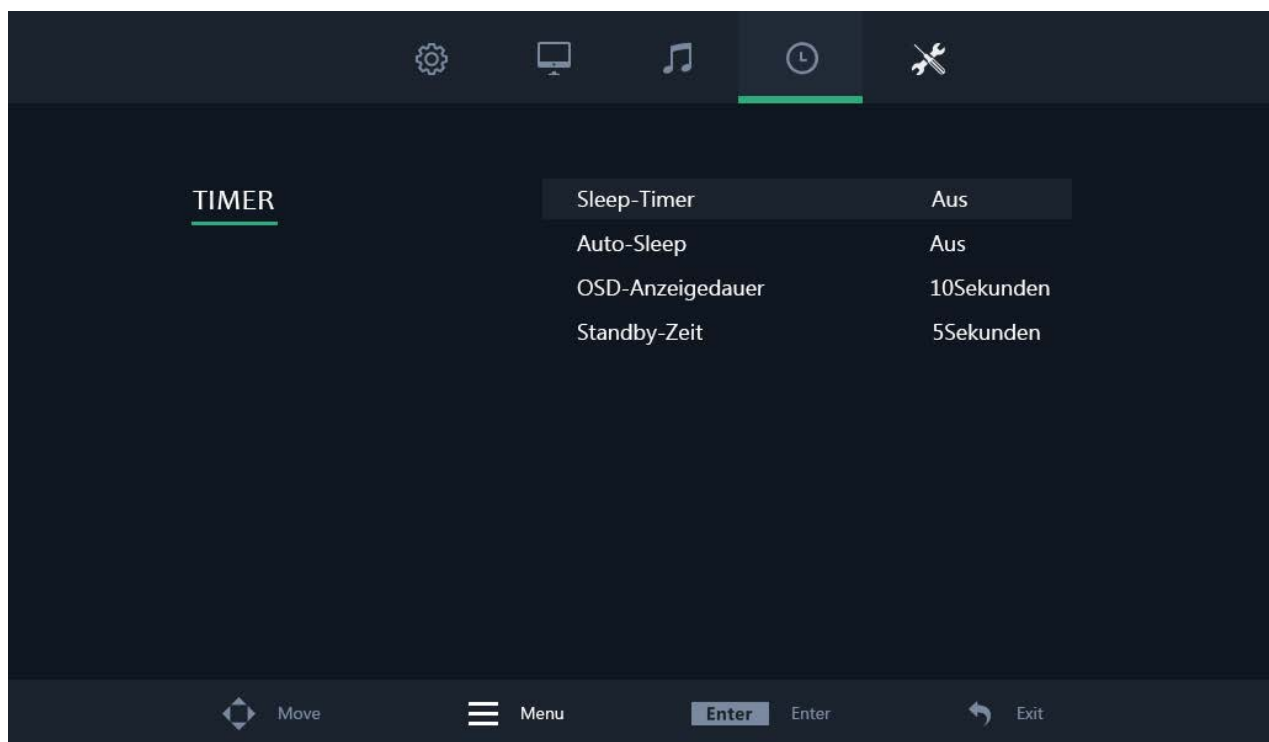 TIMER
Sleep-Timer Aus
Auto-Sleep Aus
OSD-Anzeigedauer 10Sekunden
Standby-Zeit 5Sekunden
Move Menu Enter Enter Exit